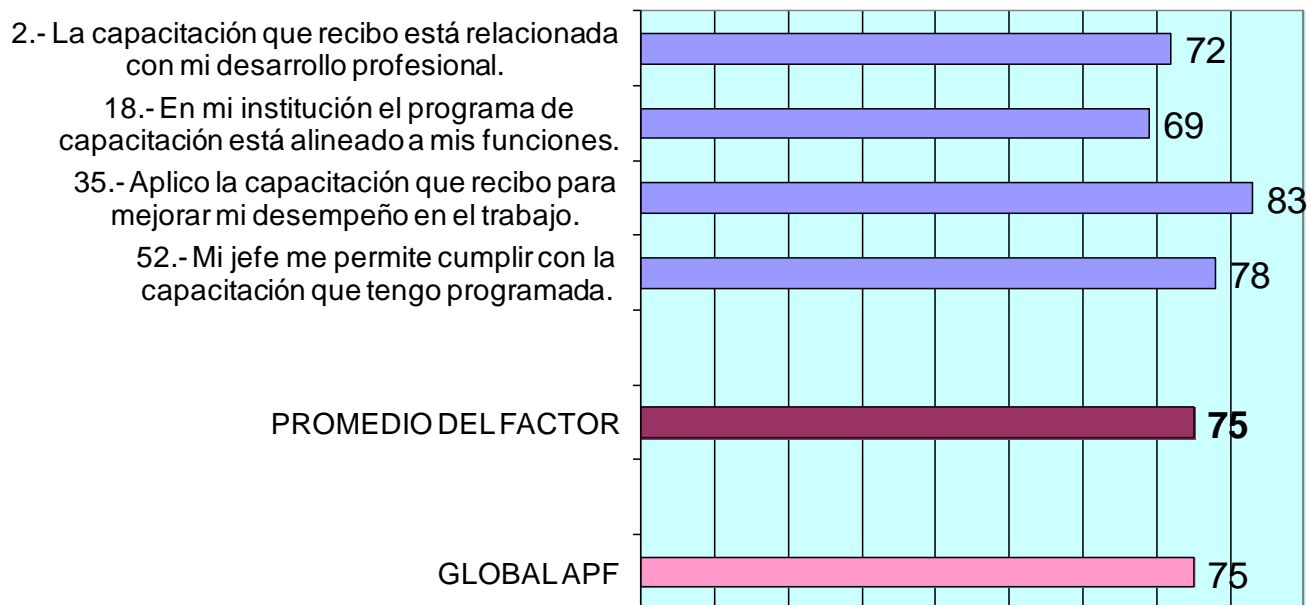 2.- La capacitación que recibo está relacionada
con mi desarrollo profesional.
72
18.- En mi institución el programa de
capacitación está alineado a mis funciones.
69
35.- Aplico la capacitación que recibo para
mejorar mi desempeño en el trabajo.
83
52.- Mi jefe me permite cumplir con la
capacitación que tengo programada.
78
PROMEDIO DEL FACTOR
75
GLOBAL APF
75